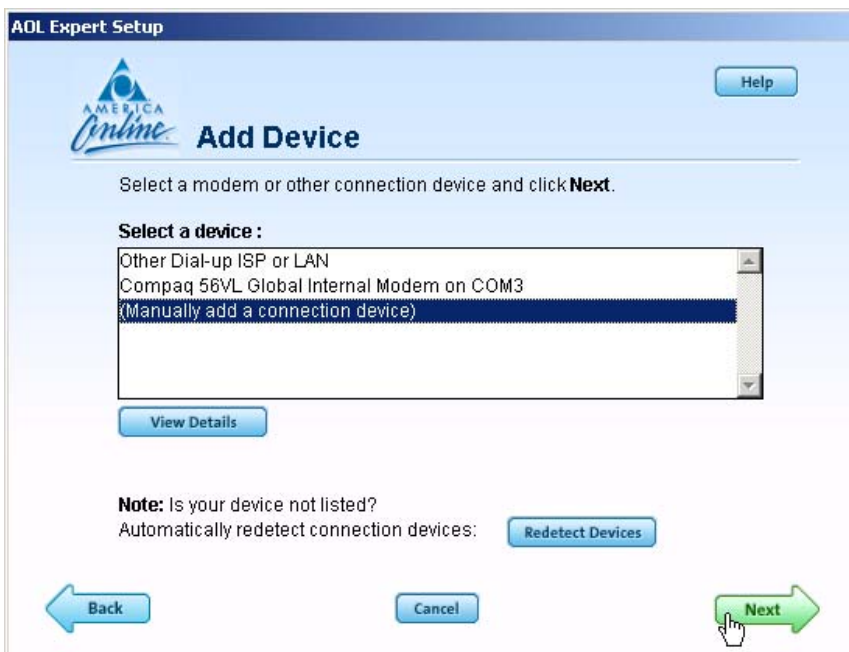 AOL Expert Setup
Help
AMERICA
Online
Add Device
Select a modem or other connection device and click Next.
Select a device :
Other Dial-up ISP or LAN
Compaq 56VL Global Internal Modem on COM3
(Manually add a connection device)
View Details
Note: Is your device not listed?
Automatically redetect connection devices:
Redetect Devices
Back
Cancel
Next